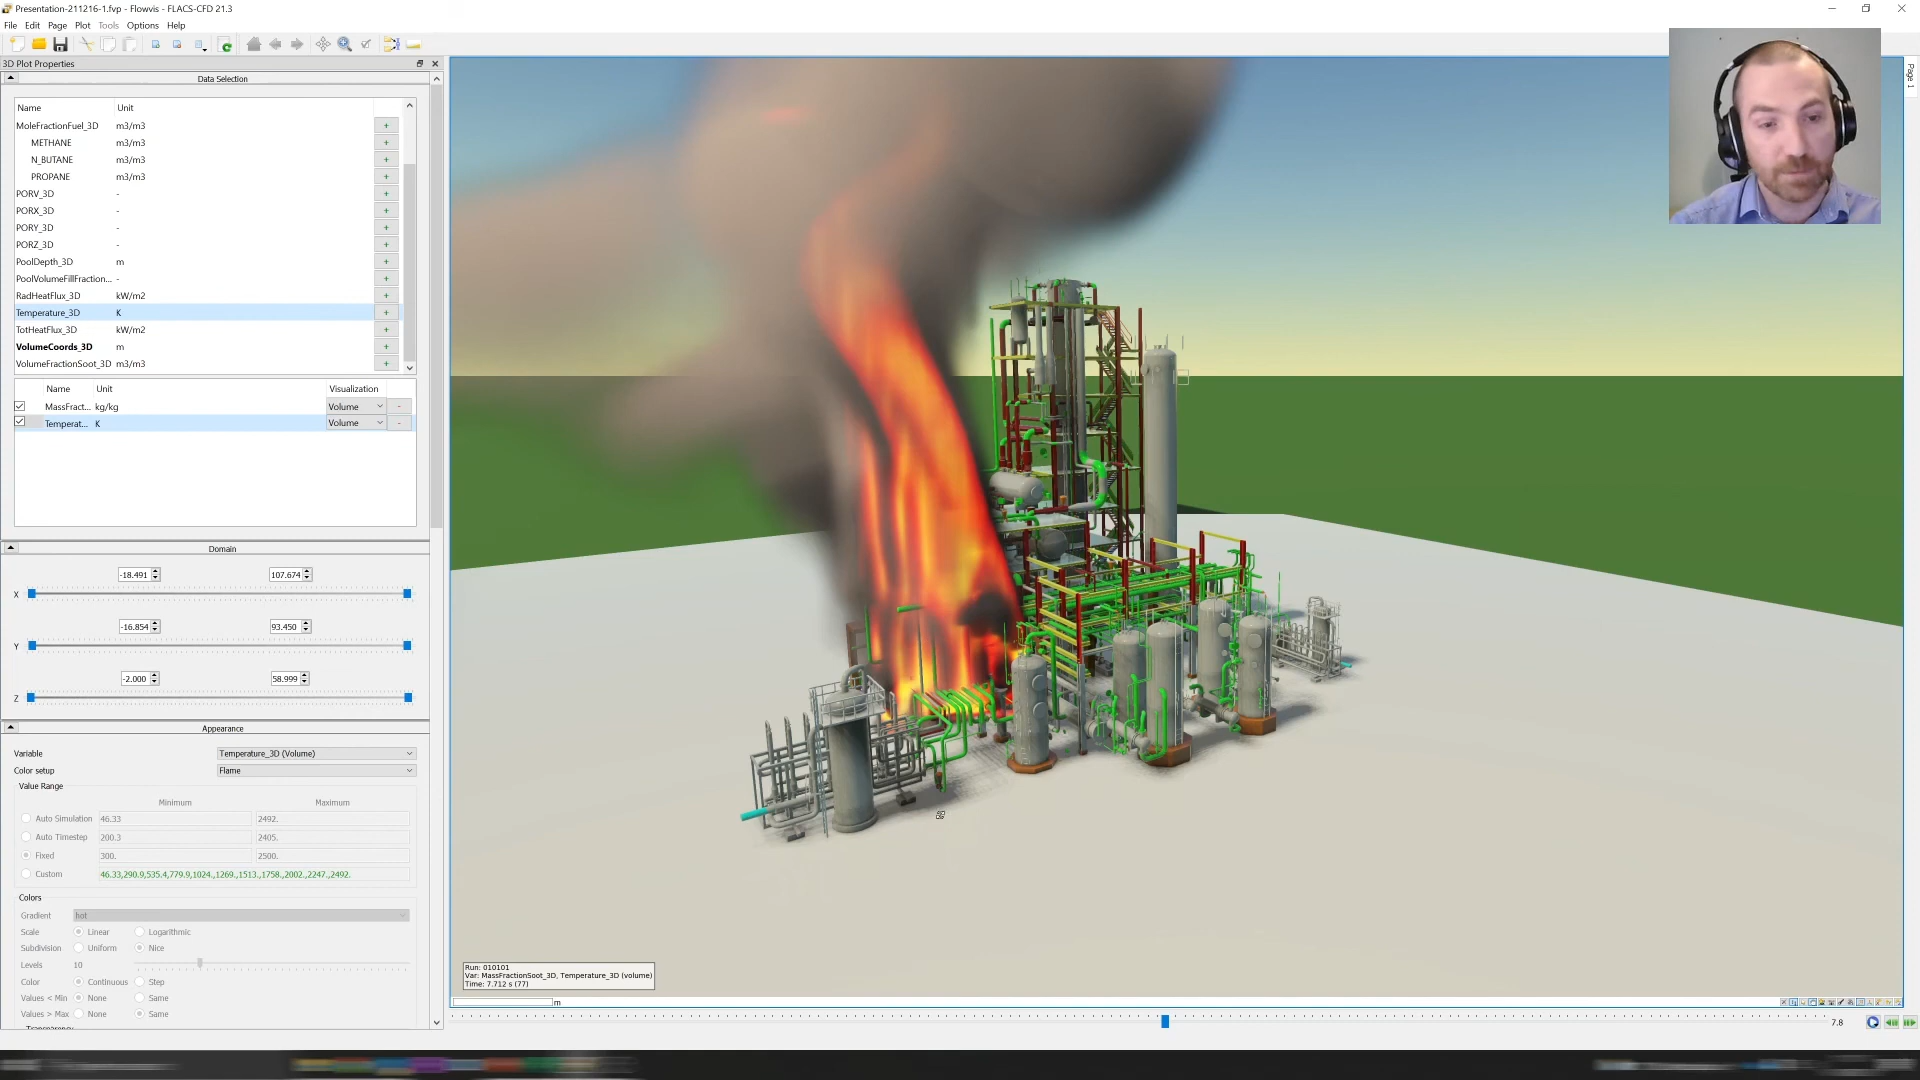 Presentation-211216-1.fvp - Flowvis - FLACS-CFD 21.3
File Edit Page Plot Tools Options Help
3D Plot Properties
Data Selection
Name Unit
MoleFractionFuel_3D m3/m3 +
METHANE m3/m3 +
N_BUTANE m3/m3 +
PROPANE m3/m3 +
PORV_3D - +
PORX_3D - +
PORY_3D - +
PORZ_3D - +
PoolDepth_3D m +
PoolVolumeFillFraction... - +
RadHeatFlux_3D kW/m2 +
Temperature_3D K +
TotHeatFlux_3D kW/m2 +
VolumeCoords_3D m +
VolumeFractionSoot_3D m3/m3 +
Name Unit Visualization
MassFract... kg/kg Volume -
Temperat... K Volume -
Domain
-18.491 107.674
X
-16.854 93.450
Y
-2.000 58.999
Z
Appearance
Variable Temperature_3D (Volume)
Color setup Flame
Value Range
Minimum Maximum
Auto Simulation 46.33 2492.
Auto Timestep 200.3 2405.
Fixed 300. 2500.
Custom 46.33,290.9,535.4,779.9,1024.,1269.,1513.,1758.,2002.,2247.,2492.
Colors
Gradient hot
Scale Linear Logarithmic
Subdivision Uniform Nice
Levels 10
Color Continuous Step
Values < Min None Same
Values > Max None Same
Transparency
Run: 010101
Var: MassFractionSoot_3D, Temperature_3D (volume)
Time: 7.712 s (77)
m
7.8
Page 1